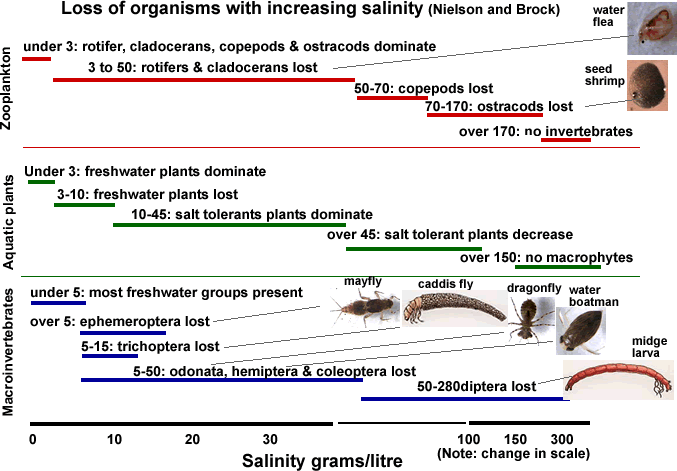 Loss of organisms with increasing salinity (Nielson and Brock)
water
flea
under 3: rotifer, cladocerans, copepods & ostracods dominate
3 to 50: rotifers & cladocerans lost
seed
shrimp
50-70: copepods lost
70-170: ostracods lost
over 170: no invertebrates
Zooplankton
Under 3: freshwater plants dominate
3-10: freshwater plants lost
10-45: salt tolerants plants dominate
over 45: salt tolerant plants decrease
over 150: no macrophytes
Aquatic plants
under 5: most freshwater groups present
mayfly
caddis fly
dragonfly
water
boatman
over 5: ephemeroptera lost
5-15: trichoptera lost
midge
larva
5-50: odonata, hemiptera & coleoptera lost
50-280diptera lost
Macroinvertebrates
0 10 20 30 100 150 300
(Note: change in scale)
Salinity grams/litre